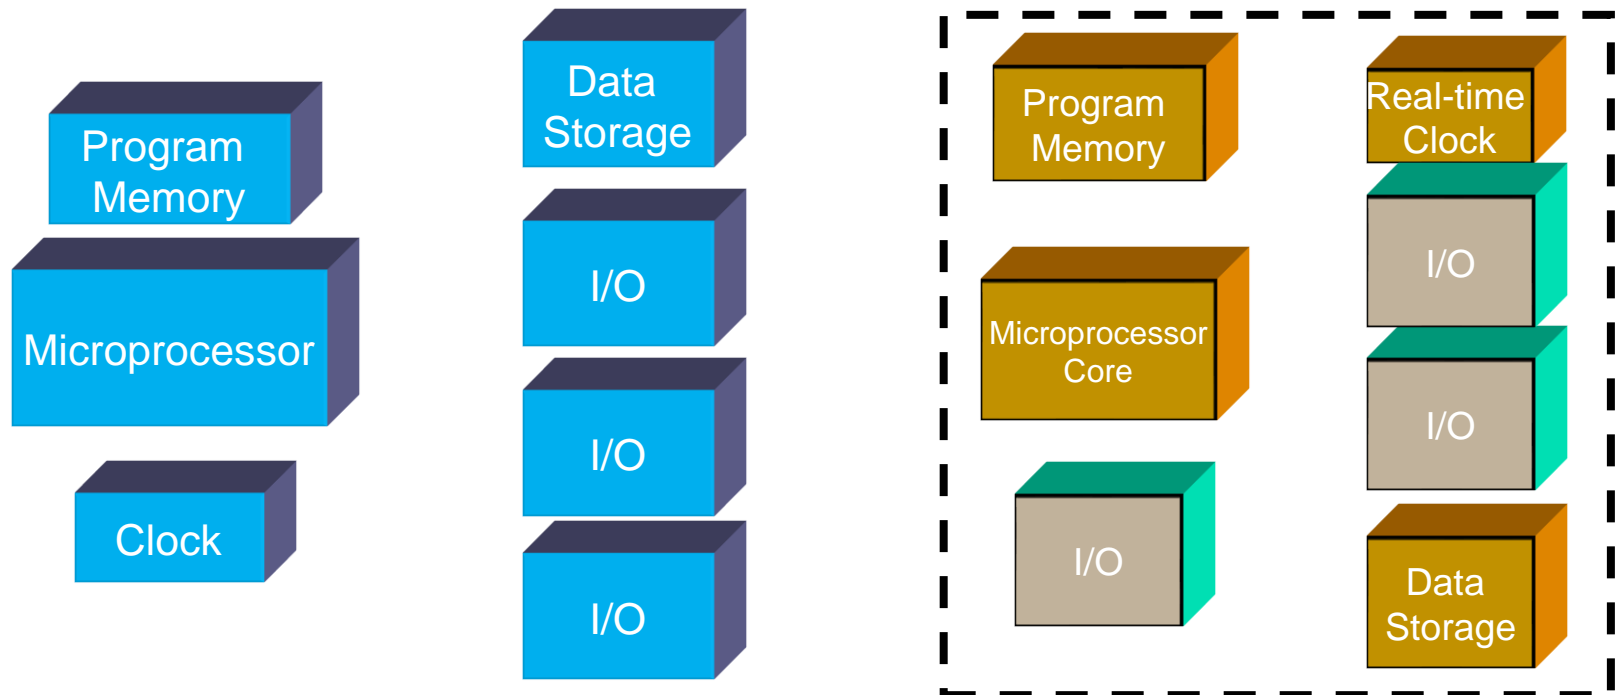 Program
Memory
Microprocessor
Clock
Data
Storage
I/O
I/O
I/O
Program
Memory
Microprocessor
Core
I/O
Real-time
Clock
I/O
I/O
Data
Storage